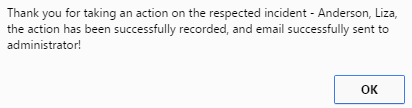 Thank you for taking an action on the respected incident - Anderson, Liza,
the action has been successfully recorded, and email successfully sent to
administrator!
OK